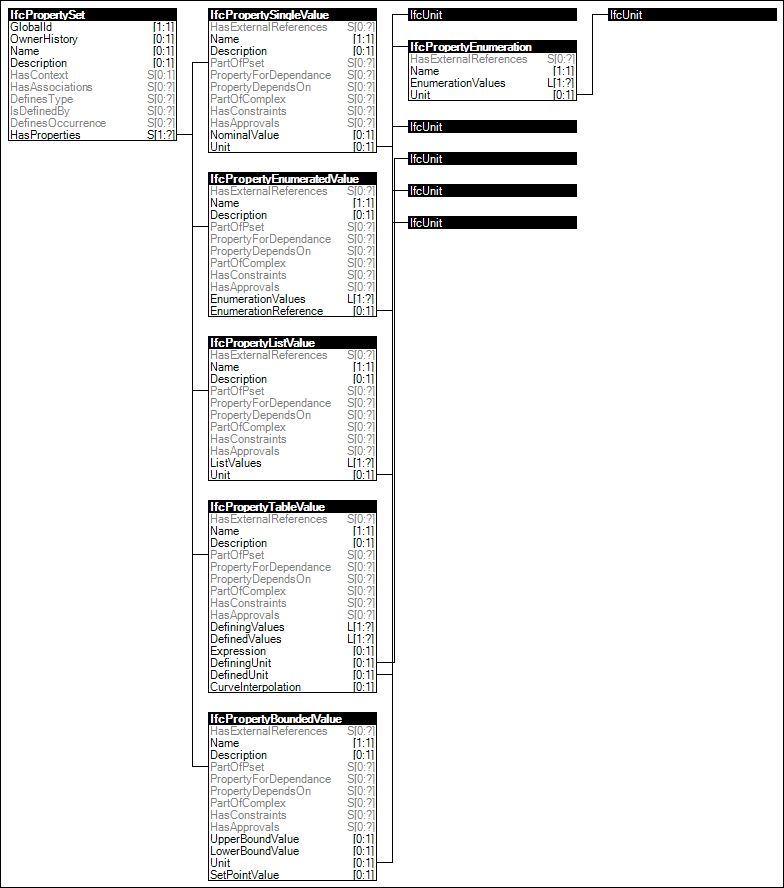 IfcPropertySet
GlobalId [1:1]
OwnerHistory [0:1]
Name [0:1]
Description [0:1]
HasContext S[0:1]
HasAssociations S[0:?]
DefinesType S[0:?]
IsDefinedBy S[0:?]
DefinesOccurrence S[0:?]
HasProperties S[1:?]
IfcPropertySingleValue
HasExternalReferences S[0:?]
Name [1:1]
Description [0:1]
PartOfPset S[0:?]
PropertyForDependance S[0:?]
PropertyDependsOn S[0:?]
PartOfComplex S[0:?]
HasConstraints S[0:?]
HasApprovals S[0:?]
NominalValue [0:1]
Unit [0:1]
IfcPropertyEnumeratedValue
HasExternalReferences S[0:?]
Name [1:1]
Description [0:1]
PartOfPset S[0:?]
PropertyForDependance S[0:?]
PropertyDependsOn S[0:?]
PartOfComplex S[0:?]
HasConstraints S[0:?]
HasApprovals S[0:?]
EnumerationValues L[1:?]
EnumerationReference [0:1]
IfcPropertyListValue
HasExternalReferences S[0:?]
Name [1:1]
Description [0:1]
PartOfPset S[0:?]
PropertyForDependance S[0:?]
PropertyDependsOn S[0:?]
PartOfComplex S[0:?]
HasConstraints S[0:?]
HasApprovals S[0:?]
ListValues L[1:?]
Unit [0:1]
IfcPropertyTableValue
HasExternalReferences S[0:?]
Name [1:1]
Description [0:1]
PartOfPset S[0:?]
PropertyForDependance S[0:?]
PropertyDependsOn S[0:?]
PartOfComplex S[0:?]
HasConstraints S[0:?]
HasApprovals S[0:?]
DefiningValues L[1:?]
DefinedValues L[1:?]
Expression [0:1]
DefiningUnit [0:1]
DefinedUnit [0:1]
CurveInterpolation [0:1]
IfcPropertyBoundedValue
HasExternalReferences S[0:?]
Name [1:1]
Description [0:1]
PartOfPset S[0:?]
PropertyForDependance S[0:?]
PropertyDependsOn S[0:?]
PartOfComplex S[0:?]
HasConstraints S[0:?]
HasApprovals S[0:?]
UpperBoundValue [0:1]
LowerBoundValue [0:1]
Unit [0:1]
SetPointValue [0:1]
IfcUnit
IfcPropertyEnumeration
HasExternalReferences S[0:?]
Name [1:1]
EnumerationValues L[1:?]
Unit [0:1]
IfcUnit
IfcUnit
IfcUnit
IfcUnit
IfcUnit